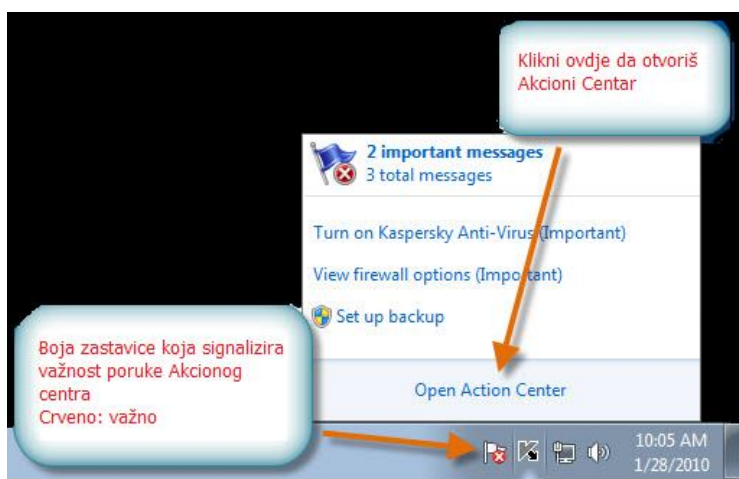 Klikni ovdje da otvoriš
Akcioni Centar
2 important messages
3 total messages
Turn on Kaspersky Anti-Virus (Important)
View firewall options (Important)
Set up backup
Boja zastavice koja signalizira
važnost poruke Akcionog
centra
Crveno: važno
Open Action Center
10:05 AM
1/28/2010